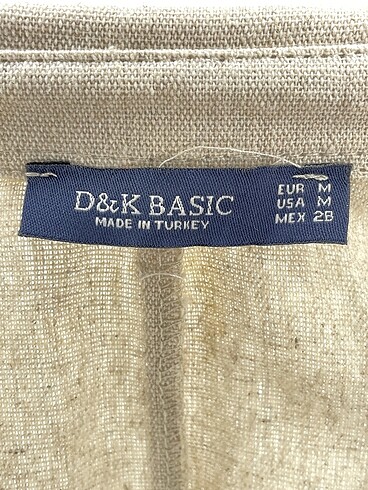 D&K BASIC
MADE IN TURKEY
EUR M
USA M
MEX 28